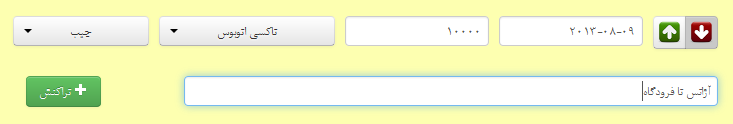 ۲۰۱۳-۰۸-۰۹ ۱۰۰۰۰ تاکسی اتوبوس جیب
آژانس تا فرودگاه + تراکنش